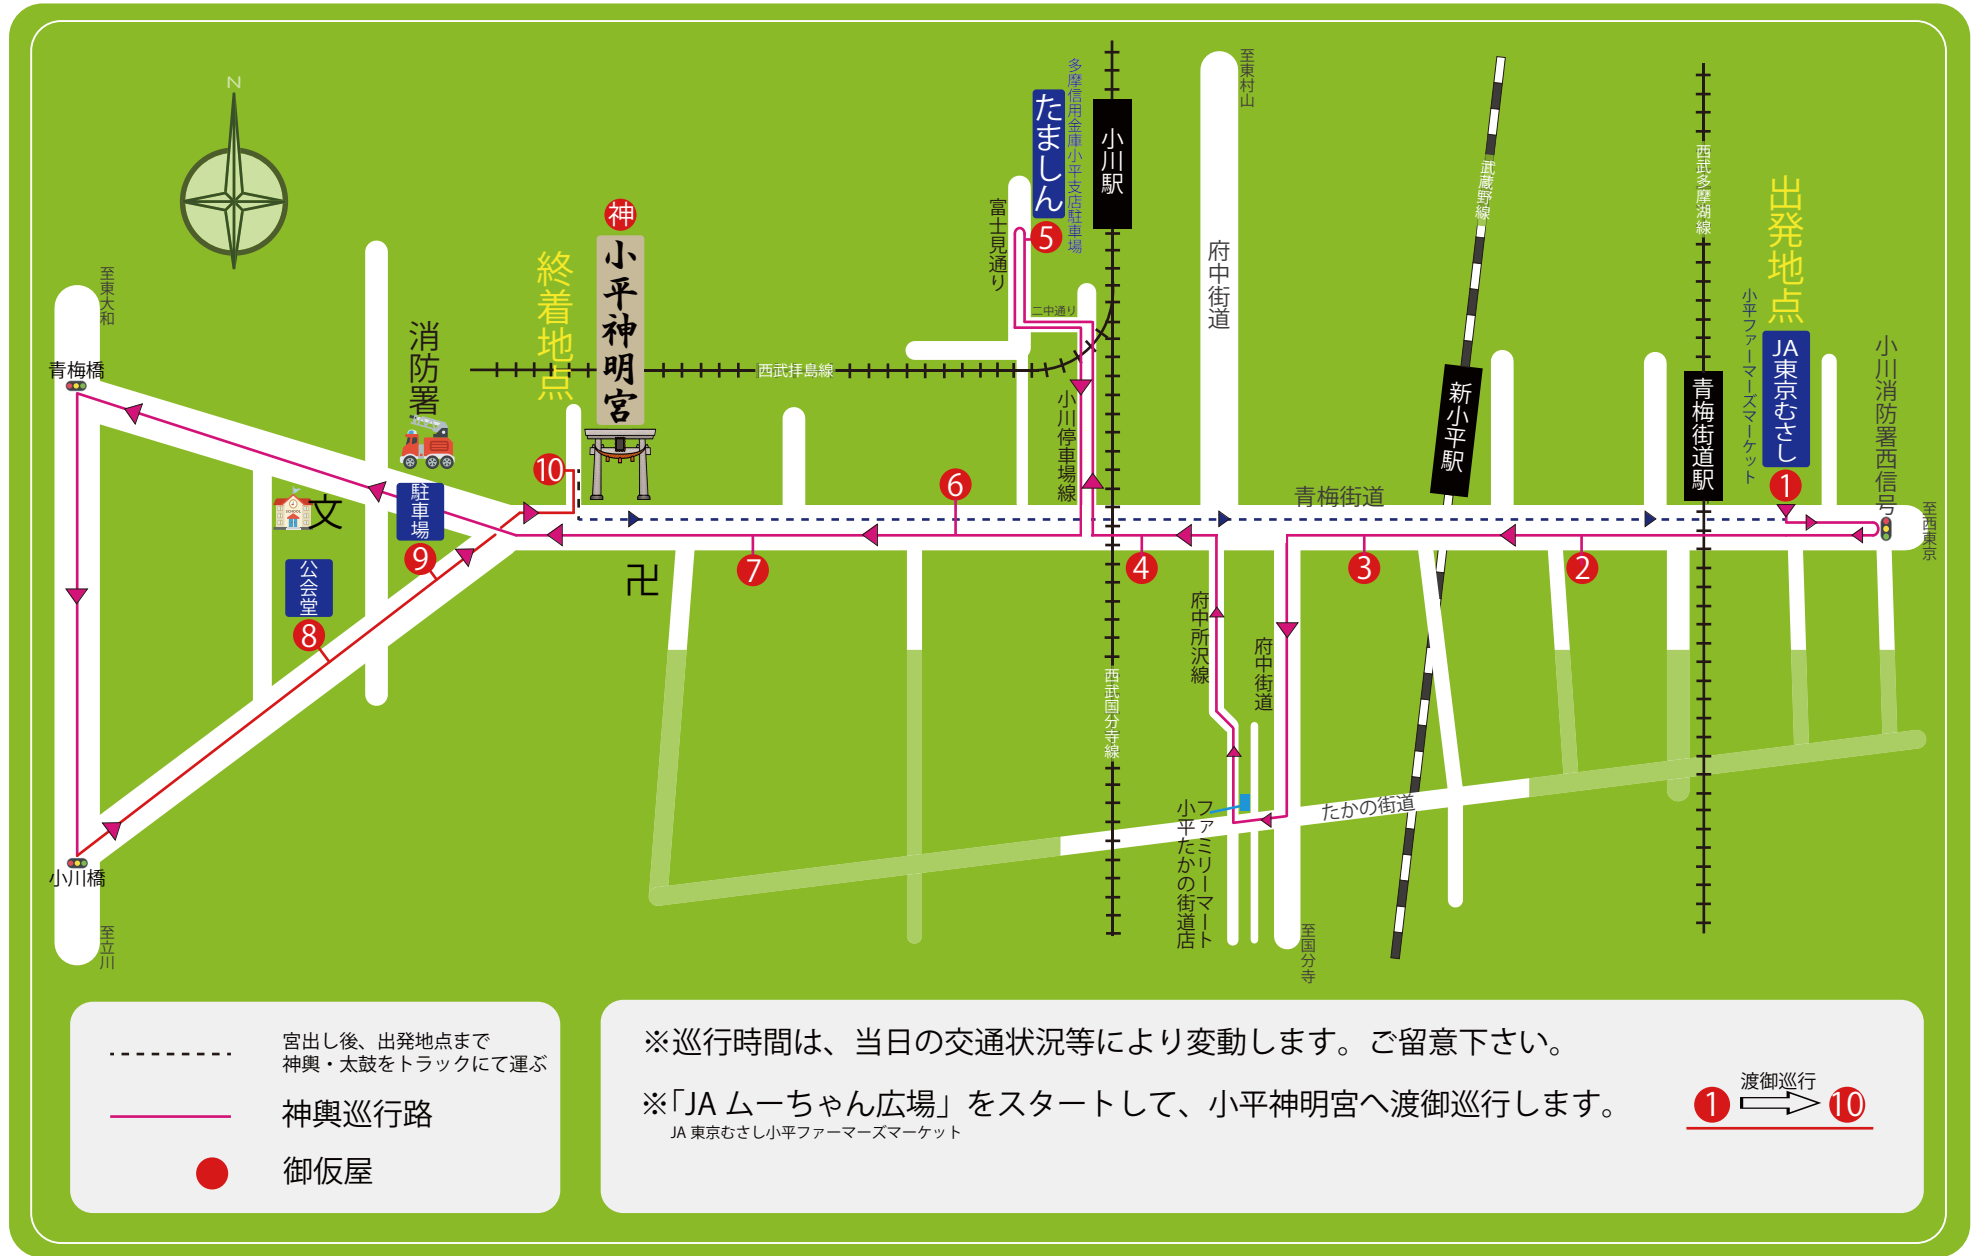 N
至東大和
青梅橋
小川橋
至立川
消防署
文
駐車場
9
公会堂
8
終着地点
神
小平神明宮
10
卍
7
6
西武拝島線
富士見通り
たましん
5
多摩信用金庫小平支店駐車場
小川駅
二中通り
小川停車場線
4
西武国分寺線
至東村山
府中街道
府中所沢線
府中街道
ファミリーマート
小平たかの街道店
至国分寺
たかの街道
3
青梅街道
武蔵野線
新小平駅
2
西武多摩湖線
青梅街道駅
出発地点
小平ファーマーズマーケット
JA東京むさし
1
小川消防署西信号
至西東京
宮出し後、出発地点まで
神輿・太鼓をトラックにて運ぶ
神輿巡行路
御仮屋
※巡行時間は、当日の交通状況等により変動します。ご留意下さい。
※「JA ムーちゃん広場」をスタートして、小平神明宮へ渡御巡行します。
JA 東京むさし小平ファーマーズマーケット
渡御巡行
1 10